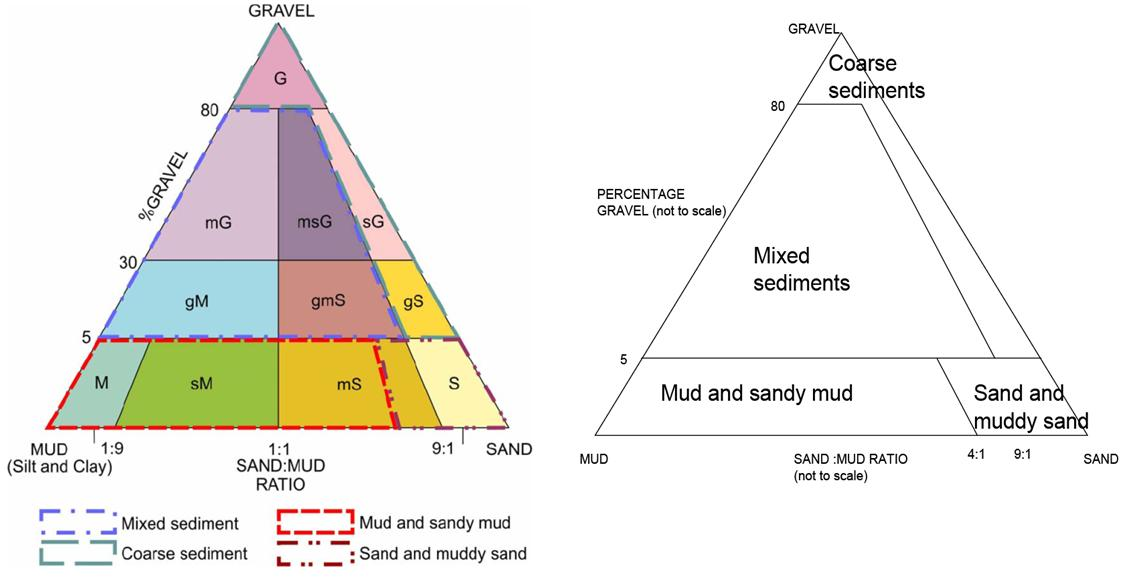 GRAVEL
G
80
%GRAVEL
mG
msG
sG
30
gM
gmS
gS
5
M
sM
mS
S
MUD
(Silt and Clay)
1:9
1:1
SAND:MUD
RATIO
9:1
SAND
Mixed sediment
Coarse sediment
Mud and sandy mud
Sand and muddy sand
GRAVEL
Coarse
sediments
80
PERCENTAGE
GRAVEL (not to scale)
Mixed
sediments
5
Mud and sandy mud
Sand and
muddy sand
MUD
SAND :MUD RATIO
(not to scale)
4:1
9:1
SAND